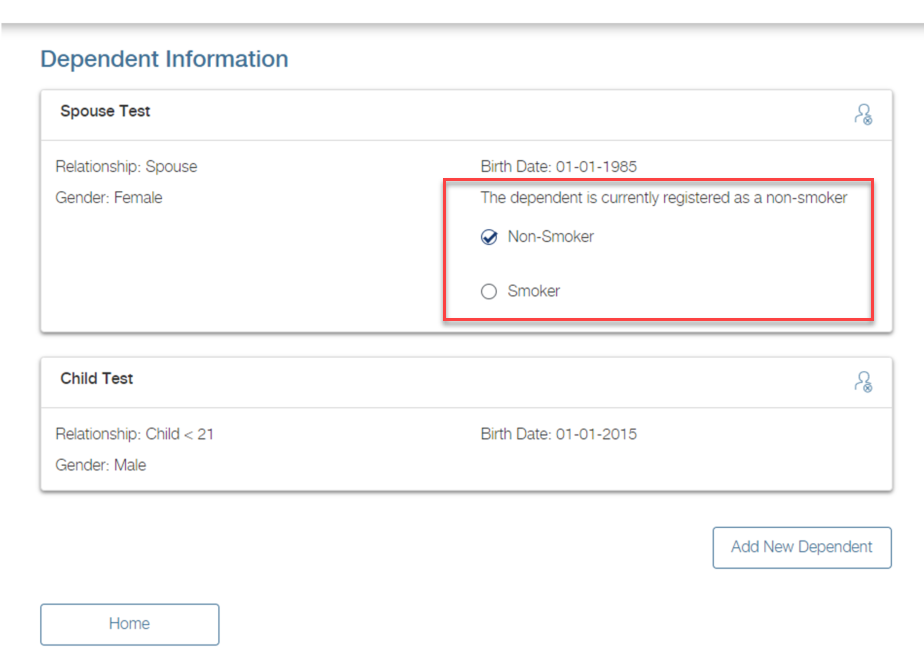 Dependent Information
Spouse Test
Relationship: Spouse
Birth Date: 01-01-1985
Gender: Female
The dependent is currently registered as a non-smoker
Non-Smoker
Smoker
Child Test
Relationship: Child < 21
Birth Date: 01-01-2015
Gender: Male
Add New Dependent
Home